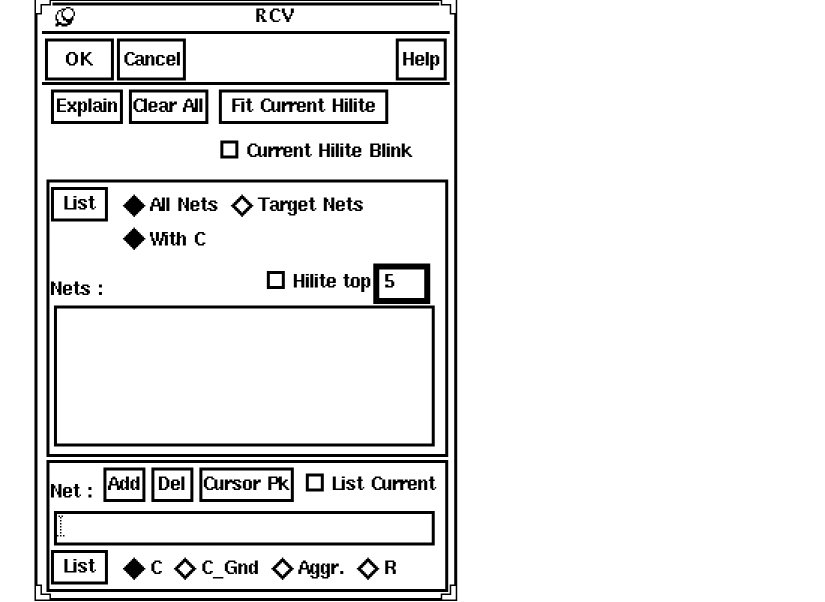 RCV
OK Cancel Help
Explain Clear All Fit Current Hilite
Current Hilite Blink
List All Nets Target Nets
With C
Nets : Hilite top 5
Net : Add Del Cursor Pk List Current
List C C_Gnd Aggr. R